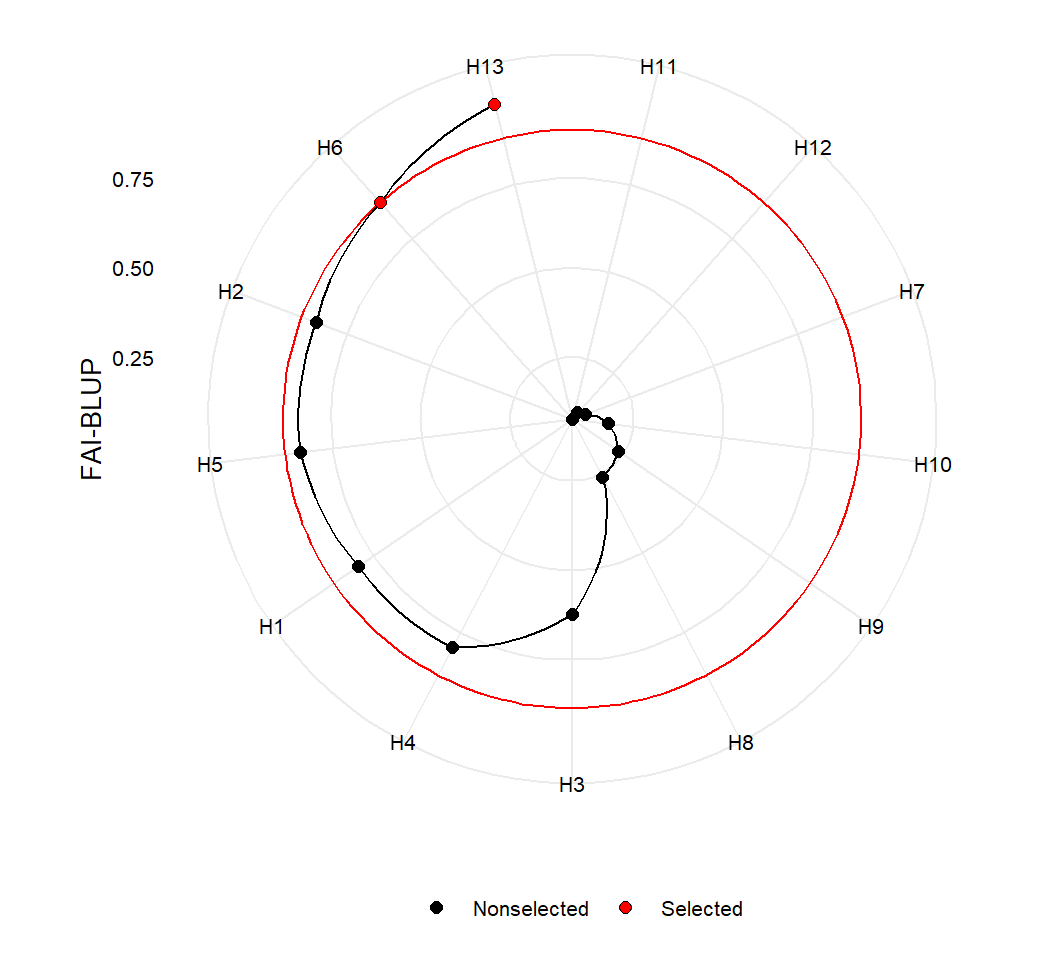 H13
H11
H6
H12
0.75
0.50
H2
H7
0.25
FAI-BLUP
H5
H10
H1
H9
H4
H8
H3
Nonselected
Selected